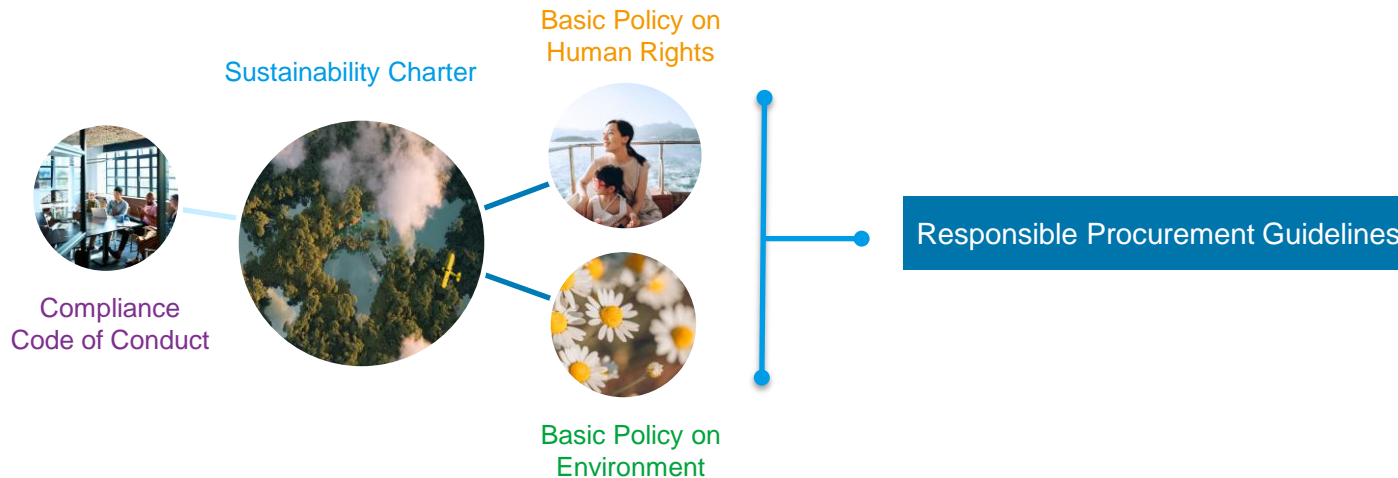 Basic Policy on
Human Rights
Sustainability Charter
Compliance
Code of Conduct
Basic Policy on
Environment
Responsible Procurement Guidelines